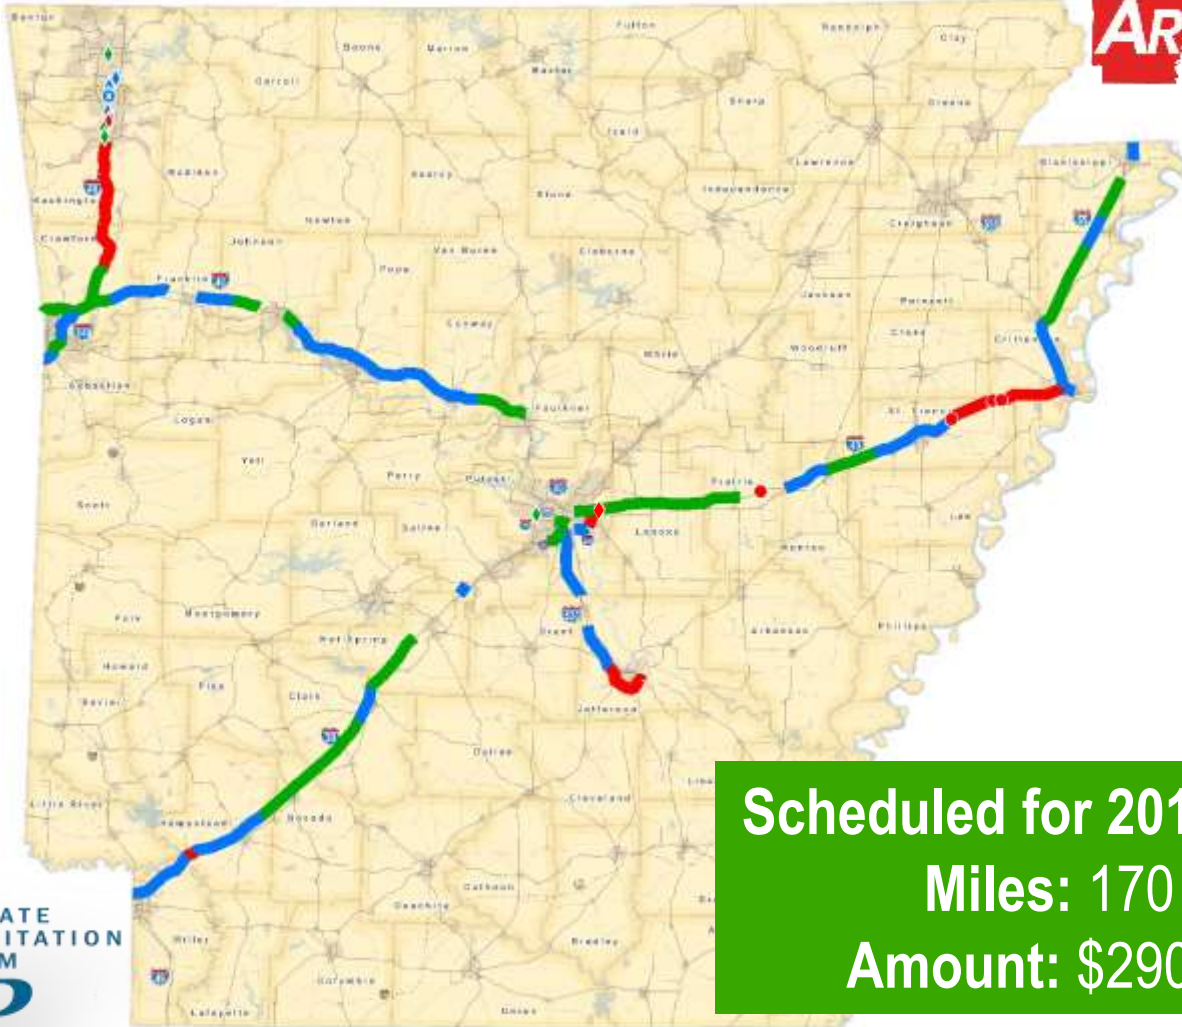 Benton
Fulton
Randolph
Clay
AR
Boone
Marion
Baxter
Carroll
Sharp
Greene
Izard
Mississippi
Madison
Searcy
Lawrence
Independence
Stone
Washington
Newton
Craighead
Crawford
Johnson
Van Buren
Cleburne
Pope
Franklin
Jackson
Poinsett
Conway
Cross
Crittenden
White
Woodruff
Sebastian
Faulkner
St. Francis
Logan
Yell
Perry
Pulaski
Prairie
Scott
Garland
Saline
Lonoke
Lee
Monroe
Polk
Montgomery
Hot Spring
Grant
Arkansas
Phillips
Howard
Pike
Clark
Sevier
Jefferson
Dallas
Little River
Cleveland
Hempstead
Nevada
Scheduled for 201
Miles: 170
Amount: $290
Calhoun
Ouachita
ATE
ITATION
M
Miller
Bradley
Columbia
Lafayette
Union